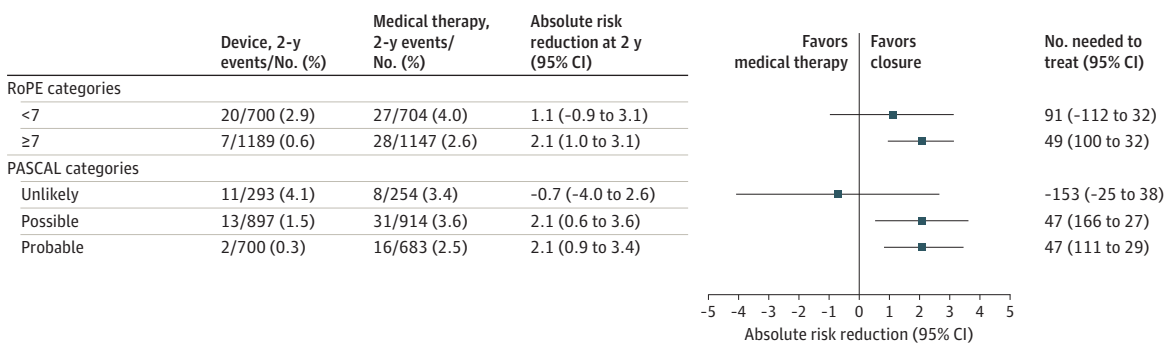 Device, 2-y
events/No. (%)
Medical therapy,
2-y events/
No. (%)
Absolute risk
reduction at 2 y
(95% CI)
Favors
medical therapy
Favors
closure
No. needed to
treat (95% CI)
RoPE categories
<7 20/700 (2.9) 27/704 (4.0) 1.1 (-0.9 to 3.1) 91 (-112 to 32)
≥7 7/1189 (0.6) 28/1147 (2.6) 2.1 (1.0 to 3.1) 49 (100 to 32)
PASCAL categories
Unlikely 11/293 (4.1) 8/254 (3.4) -0.7 (-4.0 to 2.6) -153 (-25 to 38)
Possible 13/897 (1.5) 31/914 (3.6) 2.1 (0.6 to 3.6) 47 (166 to 27)
Probable 2/700 (0.3) 16/683 (2.5) 2.1 (0.9 to 3.4) 47 (111 to 29)
-5 -4 -3 -2 -1 0 1 2 3 4 5
Absolute risk reduction (95% CI)